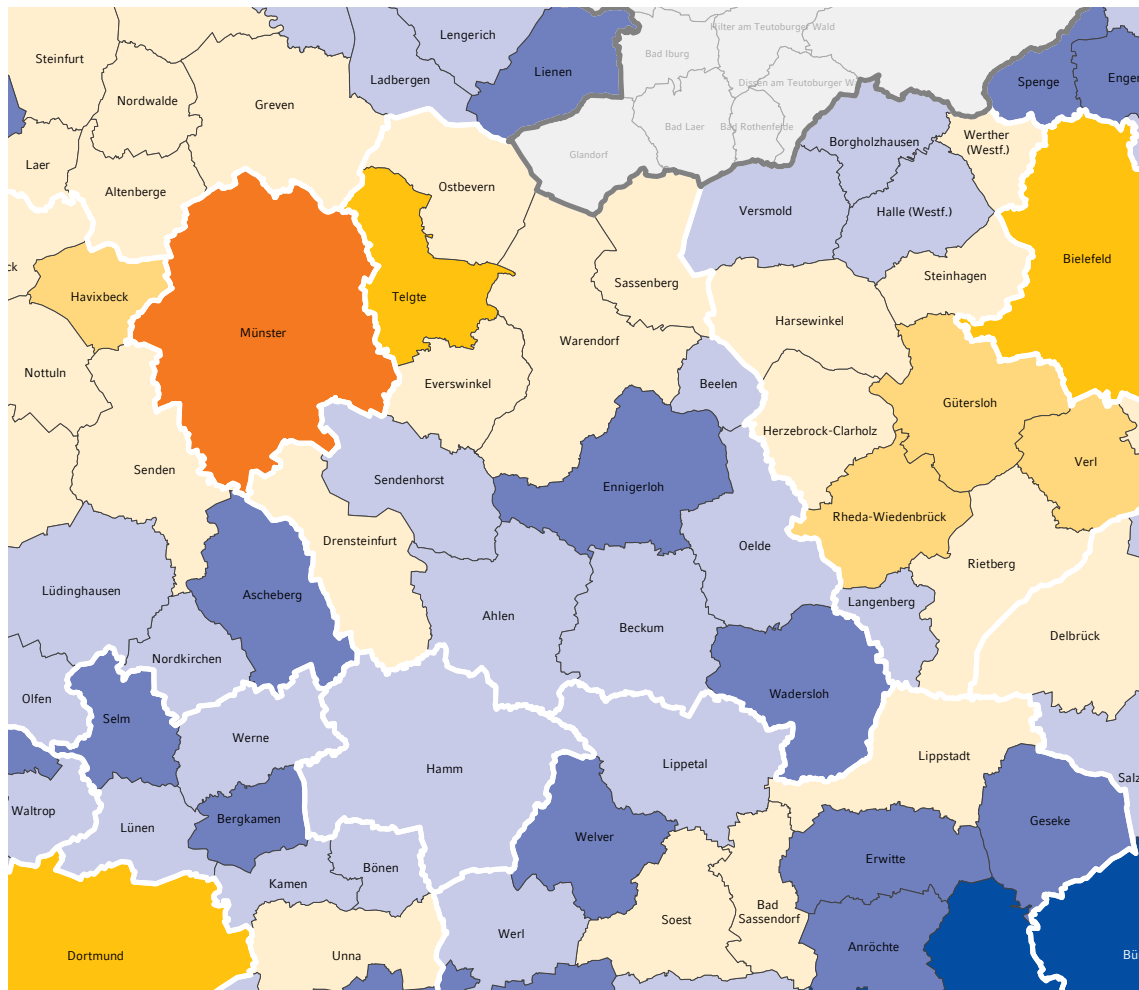 Lengerich
Hilter am Teutoburger Wald
Steinfurt
Bad Iburg
Lienen
Ladbergen
Spenge
Enger
Dissen am Teutoburger W
Nordwalde
Greven
Bad Laer
Bad Rothenfelde
Werther
(Westf.)
Borgholzhausen
Glandorf
Laer
Altenberge
Ostbevern
Versmold
Halle (Westf.)
Bielefeld
ck
Steinhagen
Sassenberg
Havixbeck
Telgte
Harsewinkel
Münster
Warendorf
Nottuln
Everswinkel
Beelen
Gütersloh
Herzebrock-Clarholz
Verl
Senden
Sendenhorst
Ennigerloh
Rheda-Wiedenbrück
Drensteinfurt
Oelde
Rietberg
Lüdinghausen
Ascheberg
Langenberg
Ahlen
Beckum
Delbrück
Nordkirchen
Olfen
Wadersloh
Selm
Werne
Lippstadt
Lippetal
Hamm
Salz
Waltrop
Bergkamen
Geseke
Lünen
Welver
Erwitte
Bönen
Kamen
Bad
Sassendorf
Soest
Werl
Anröchte
Dortmund
Unna
Bü